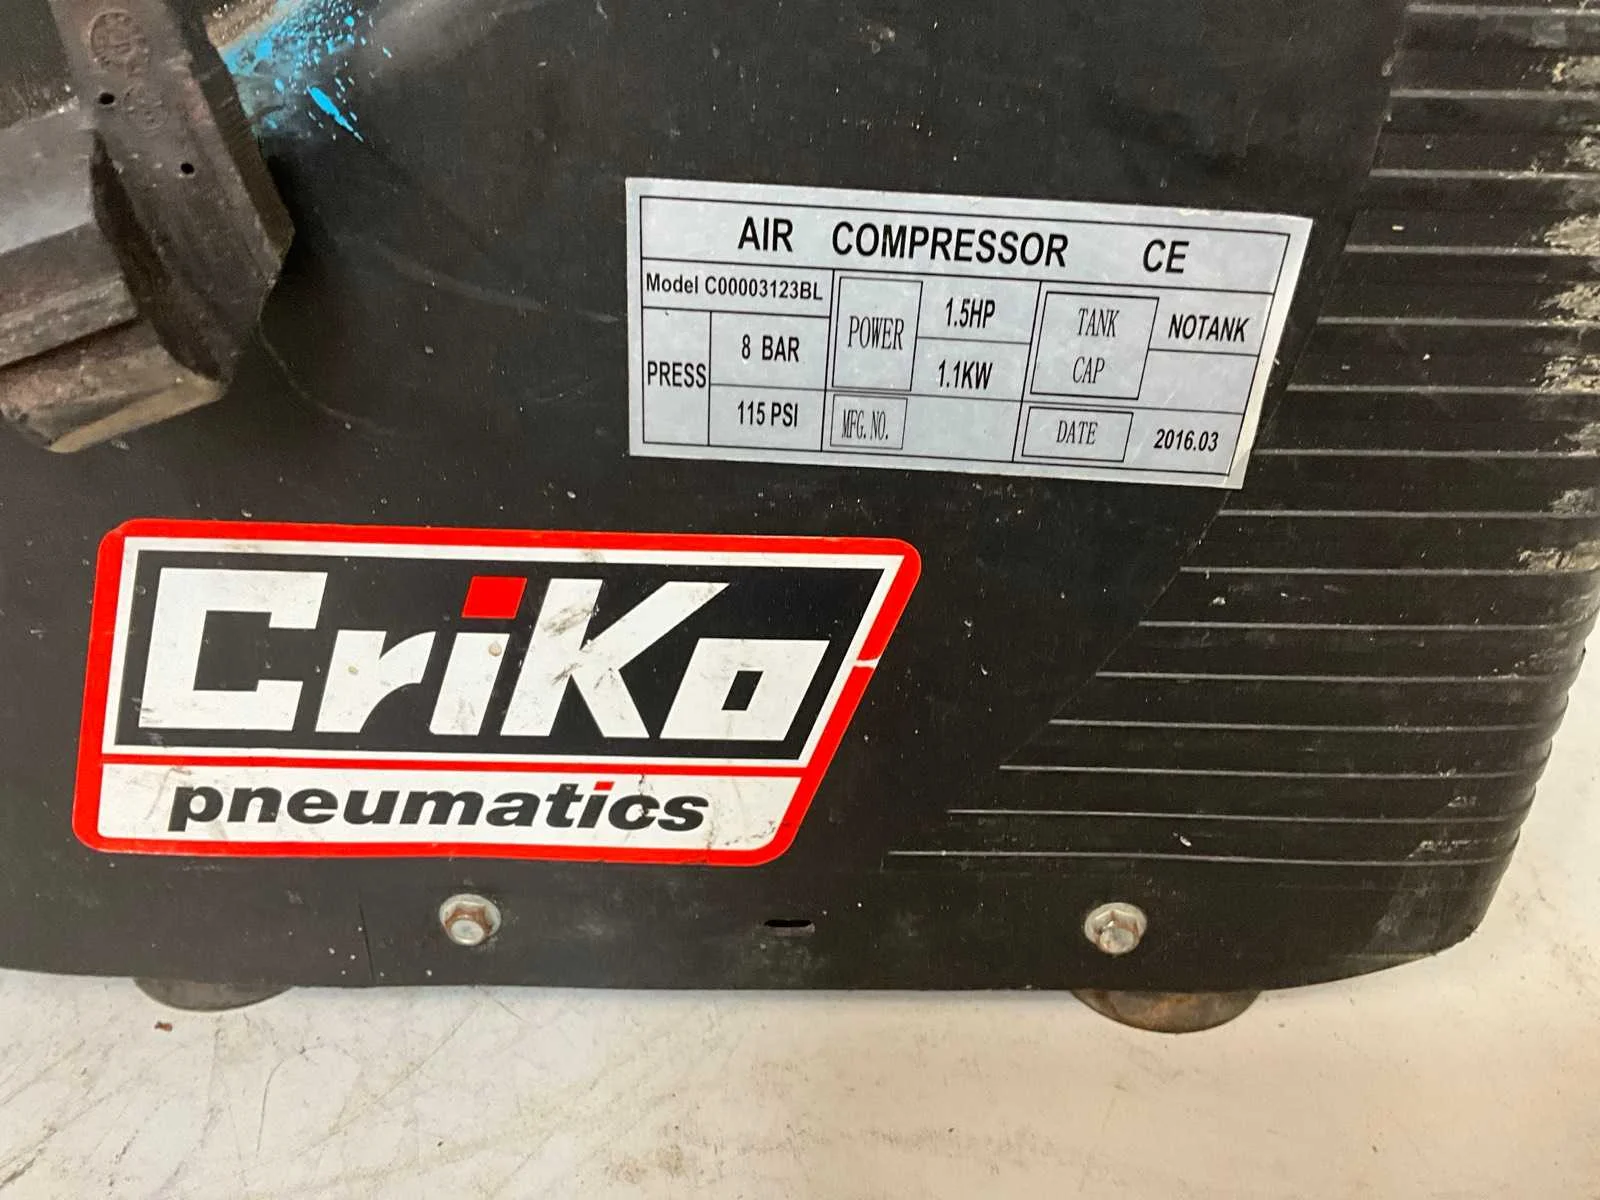 AIR COMPRESSOR CE
Model C00003123BL
POWER
1.5HP
1.1KW
TANK
CAP
NOTANK
PRESS
8 BAR
115 PSI
MFG. NO.
DATE
2016.03
CriKo
pneumatics